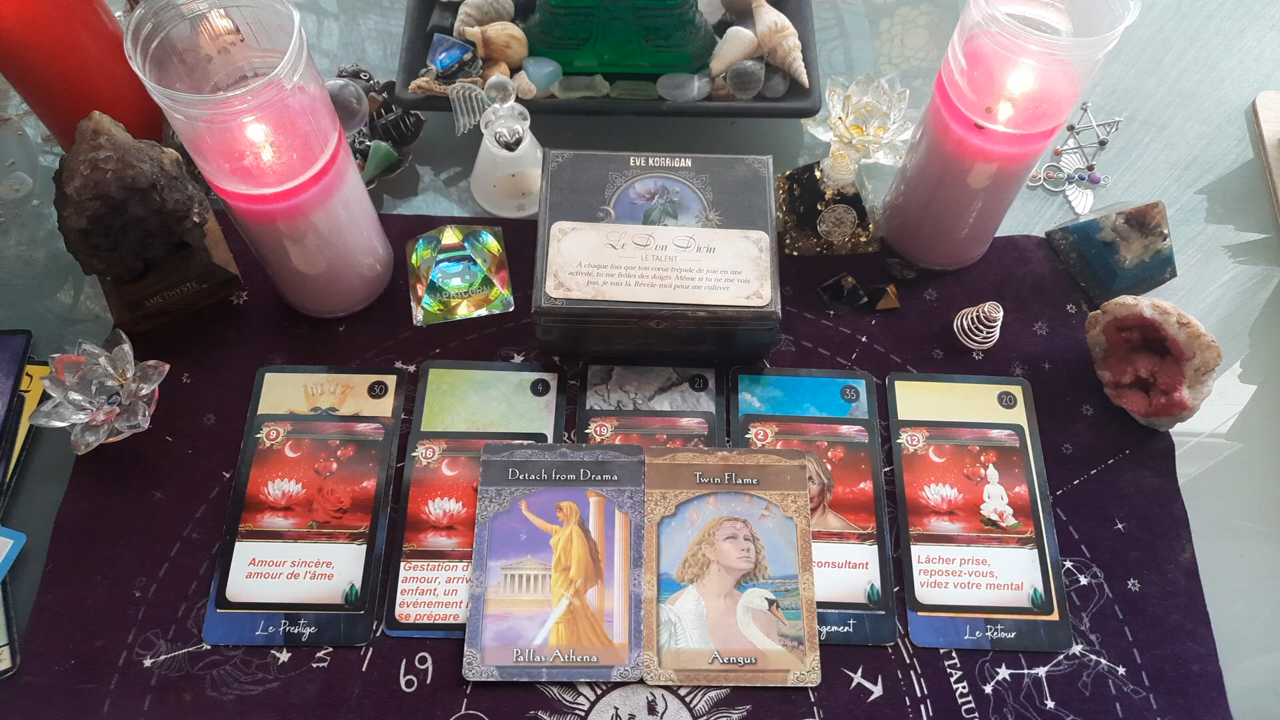 EVE KORRIGAN
Le Don Divin
LE TALENT
A chaque fois que ton cœur trépide de joie en une
activité, tu me frôles des doigts. Même si tu ne me vois
pas, je suis là. Révèle-moi pour me cultiver
AMETHYSTE
CAPRICORN
30
9
Amour sincère,
amour de l'âme
Le Prestige
4
16
Gestation d
amour, arriv
enfant, un
événement i
se prépare
21
19
35
2
consultant
ngement
20
12
Lâcher prise,
reposez-vous,
videz votre mental
Le Retour
Detach from Drama
Pallas Athena
Twin Flame
Aengus
TARIUS